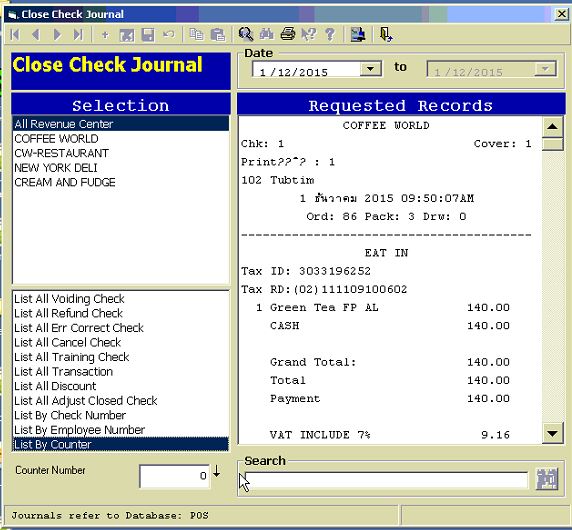 Close Check Journal
Close Check Journal
Date
1 /12/2015
to
1 /12/2015
Selection
All Revenue Center
COFFEE WORLD
CW-RESTAURANT
NEW YORK DELI
CREAM AND FUDGE
List All Voiding Check
List All Refund Check
List All Err Correct Check
List All Cancel Check
List All Training Check
List All Transaction
List All Discount
List All Adjust Closed Check
List By Check Number
List By Employee Number
List By Counter
Counter Number 0
Requested Records
COFFEE WORLD
Chk: 1 Cover: 1
Print??^? : 1
102 Tubtim
1 ธันวาคม 2015 09:50:07AM
Ord: 86 Pack: 3 Drw: 0
----------------------------------------
EAT IN
Tax ID: 3033196252
Tax RD:(02)111109100602
1 Green Tea FP AL 140.00
CASH 140.00
Grand Total: 140.00
Total 140.00
Payment 140.00
VAT INCLUDE 7% 9.16
Search
Journals refer to Database: POS